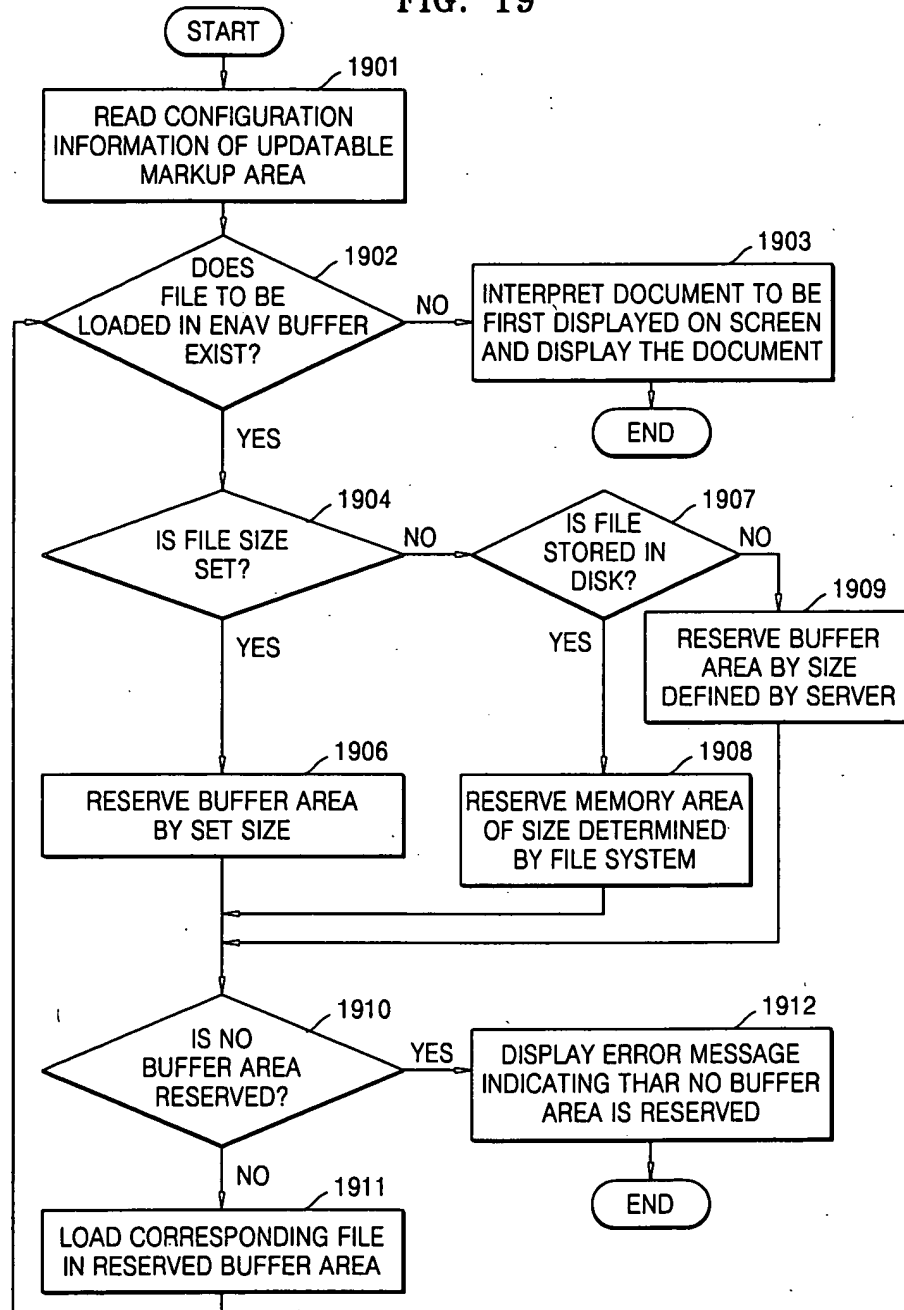 FIG. 19
START
1901
READ CONFIGURATION
INFORMATION OF UPDATABLE
MARKUP AREA
1902
DOES
FILE TO BE
LOADED IN ENAV BUFFER
EXIST?
NO
1903
INTERPRET DOCUMENT TO BE
FIRST DISPLAYED ON SCREEN
AND DISPLAY THE DOCUMENT
END
YES
1904
IS FILE SIZE
SET?
NO
1907
IS FILE
STORED IN
DISK?
NO
1909
RESERVE BUFFER
AREA BY SIZE
DEFINED BY SERVER
YES
YES
1906
RESERVE BUFFER AREA
BY SET SIZE
1908
RESERVE MEMORY AREA
OF SIZE DETERMINED
BY FILE SYSTEM
1910
IS NO
BUFFER AREA
RESERVED?
YES
1912
DISPLAY ERROR MESSAGE
INDICATING THAR NO BUFFER
AREA IS RESERVED
END
NO
1911
LOAD CORRESPONDING FILE
IN RESERVED BUFFER AREA